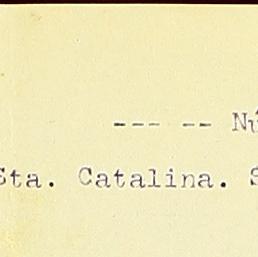 --- -- Nú
Sta. Catalina. S